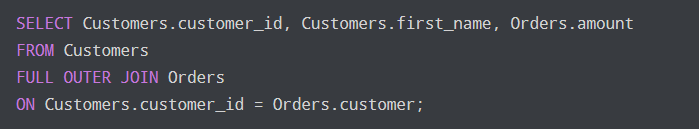 SELECT Customers.customer_id, Customers.first_name, Orders.amount
FROM Customers
FULL OUTER JOIN Orders
ON Customers.customer_id = Orders.customer;